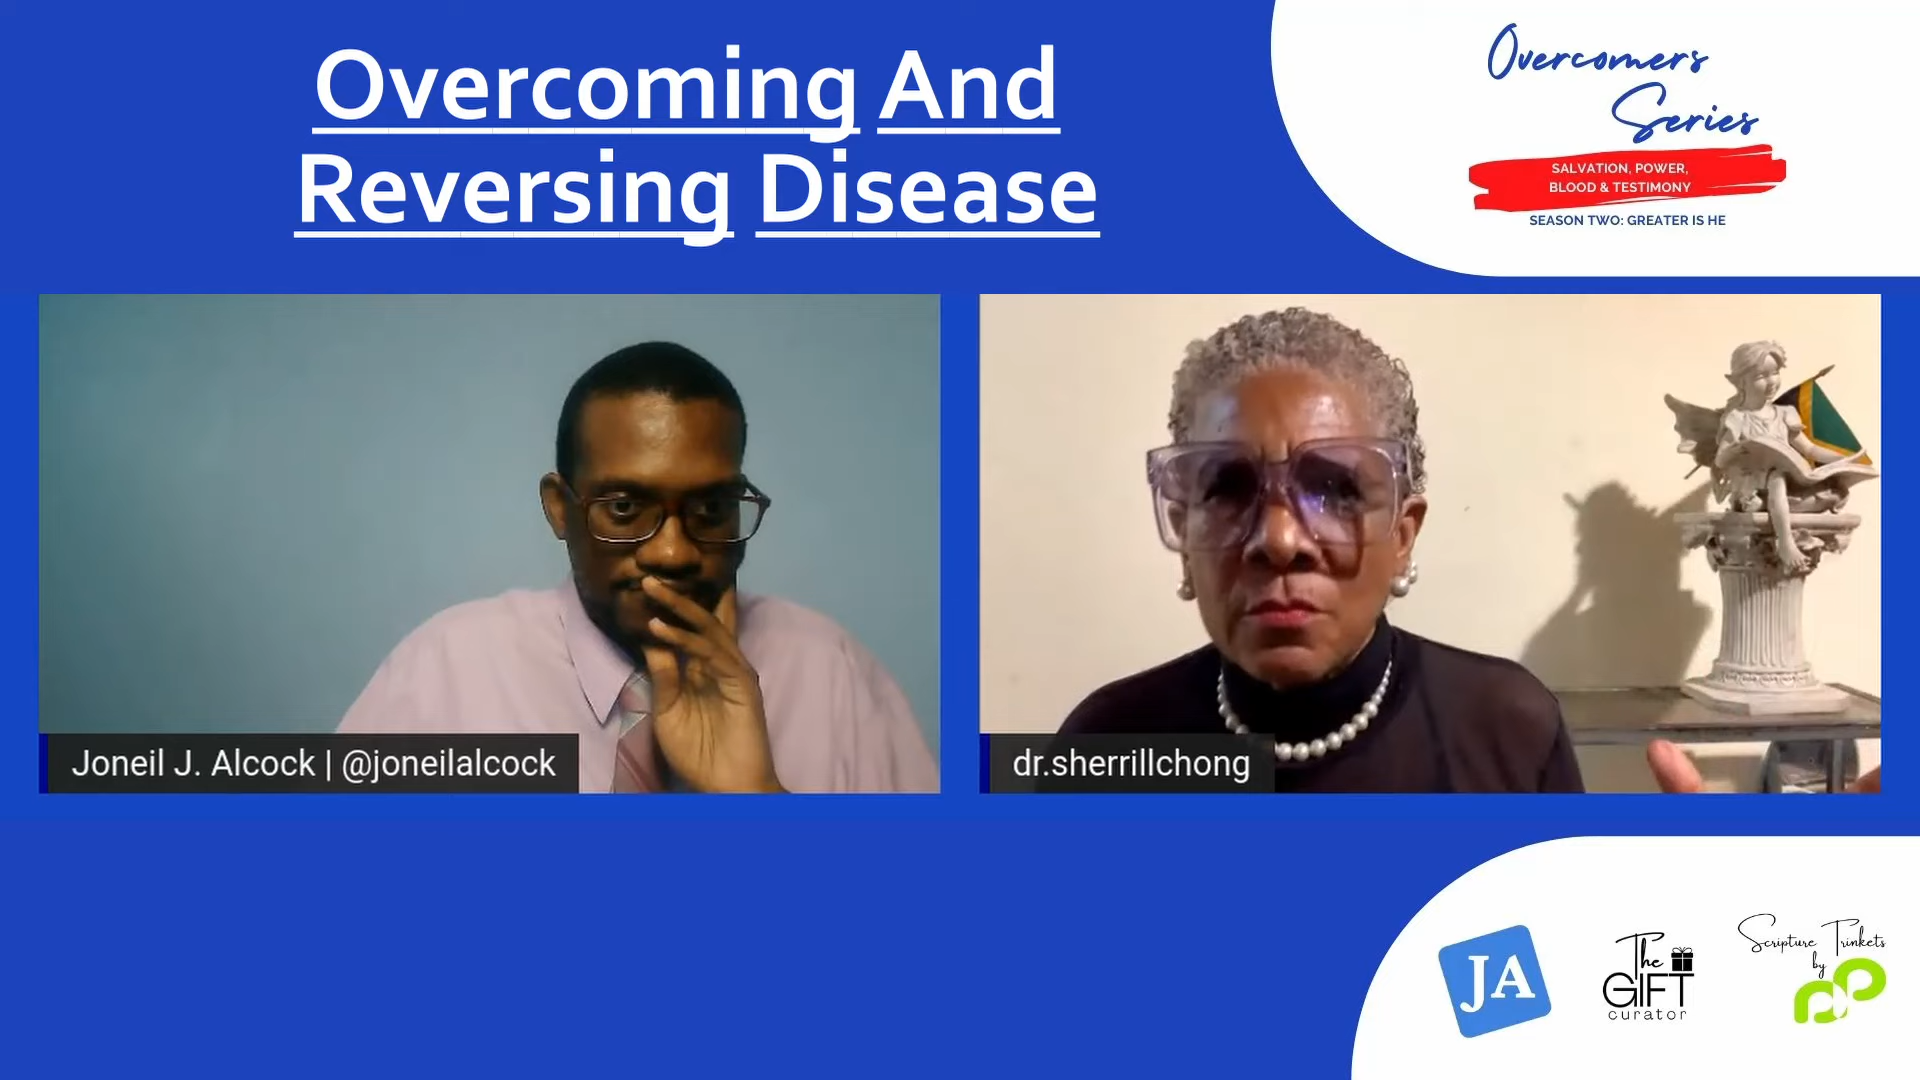 Overcoming And
Reversing Disease
Overcomers
Series
SALVATION, POWER,
BLOOD & TESTIMONY
SEASON TWO: GREATER IS HE
Joneil J. Alcock | @joneilalcock
dr.sherrillchong
JA
The
GIFT
curator
Scripture Trinkets
by